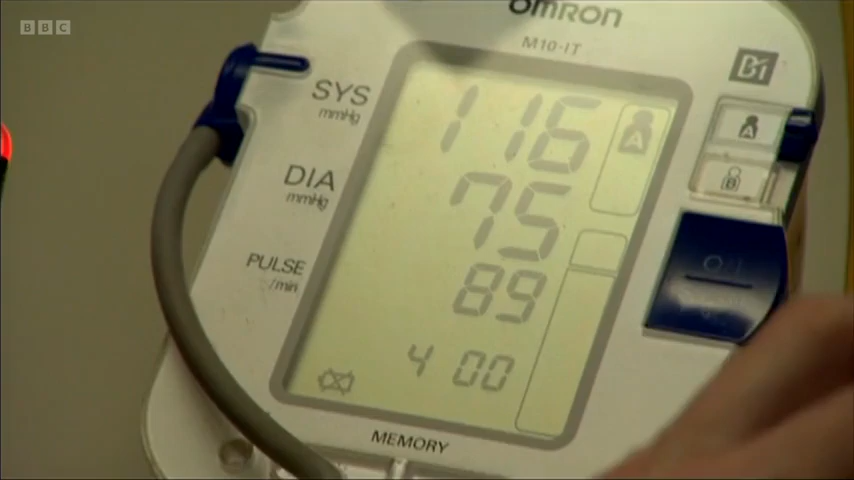 BBC
OMRON
M10-IT
SYS
mmHg
116
A
A
B
DIA
mmHg
75
PULSE
/min
89
4 00
MEMORY